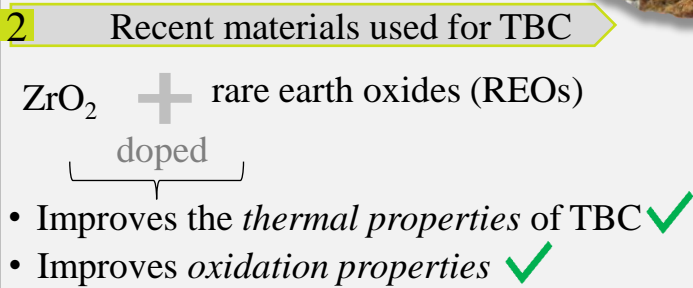 2 Recent materials used for TBC
ZrO₂ + rare earth oxides (REOs)
doped
• Improves the thermal properties of TBC
• Improves oxidation properties